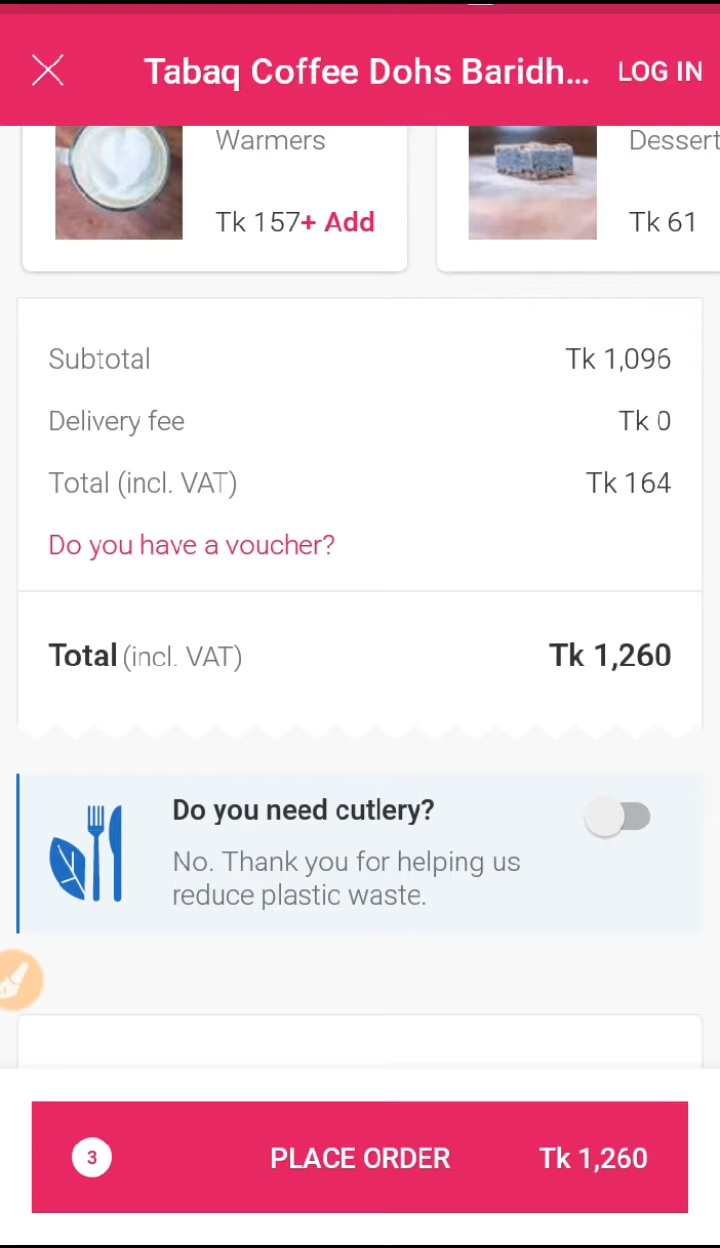 Tabaq Coffee Dohs Baridh... LOG IN
Warmers
Tk 157+ Add
Dessert
Tk 61
Subtotal Tk 1,096
Delivery fee Tk 0
Total (incl. VAT) Tk 164
Do you have a voucher?
Total (incl. VAT) Tk 1,260
Do you need cutlery?
No. Thank you for helping us
reduce plastic waste.
3 PLACE ORDER Tk 1,260